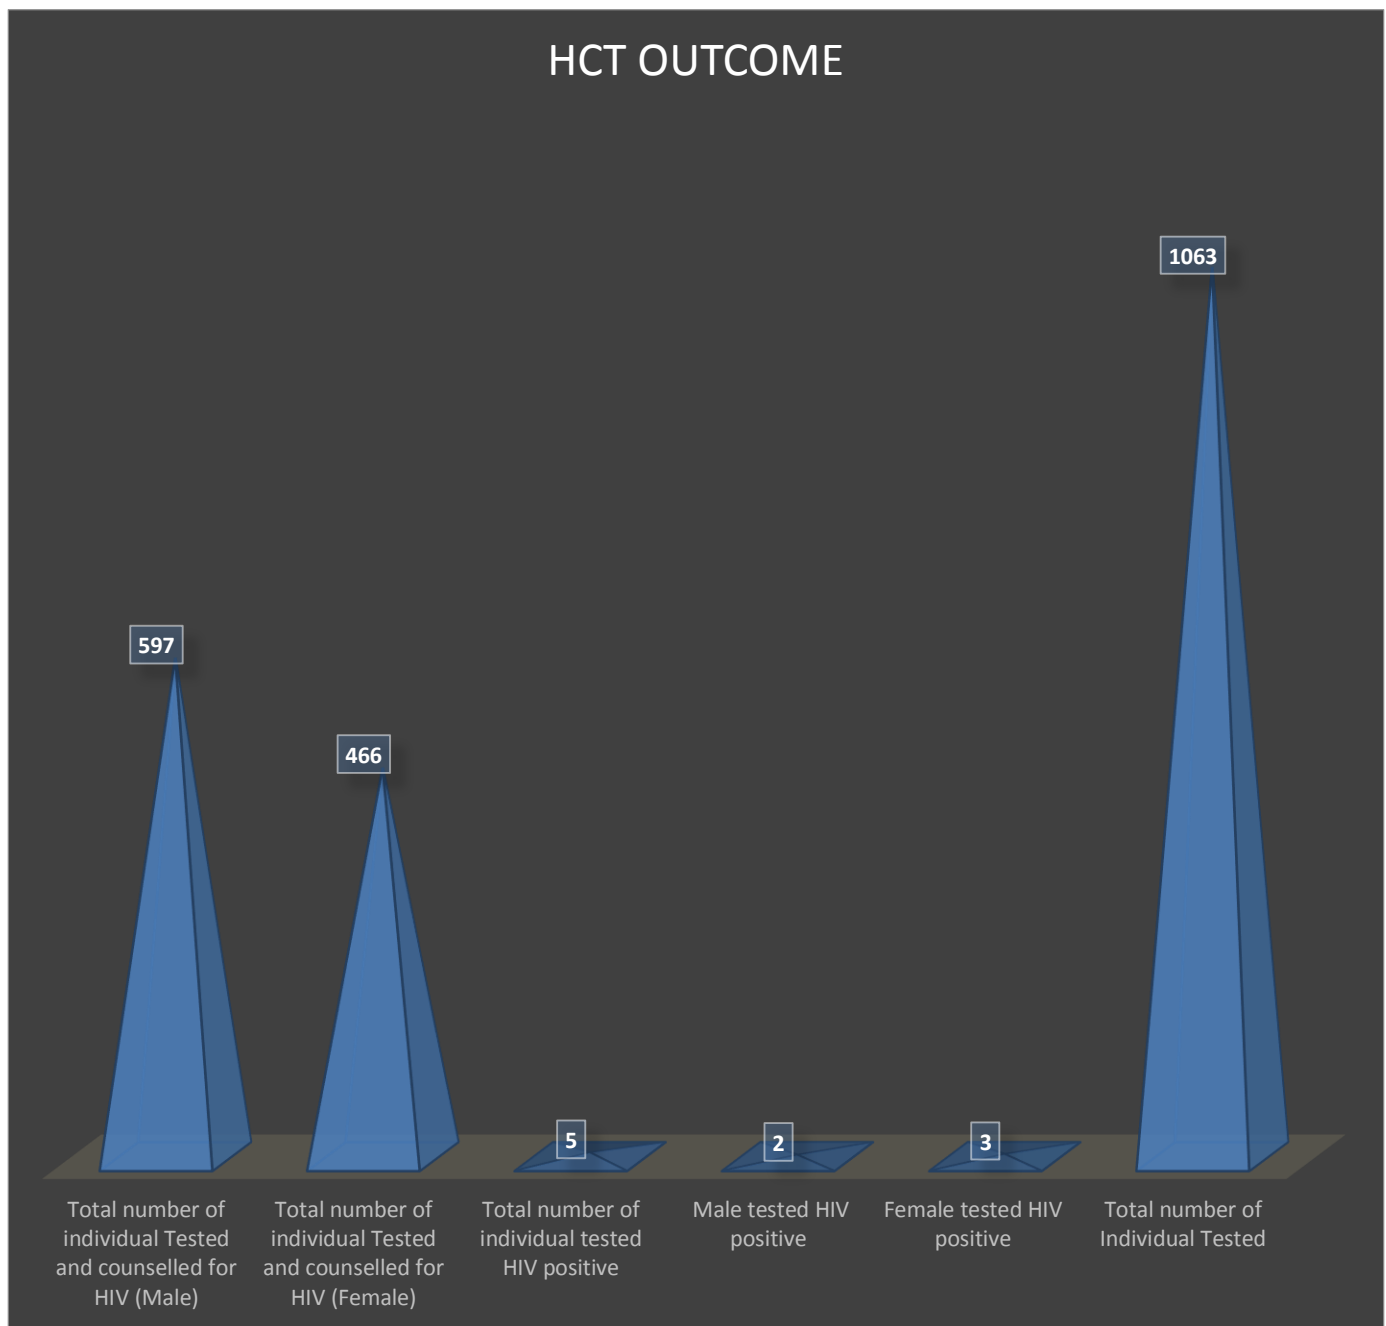 HCT OUTCOME
1063
597
466
5
2
3
Total number of
individual Tested
and counselled for
HIV (Male)
Total number of
individual Tested
and counselled for
HIV (Female)
Total number of
individual tested
HIV positive
Male tested HIV
positive
Female tested HIV
positive
Total number of
Individual Tested